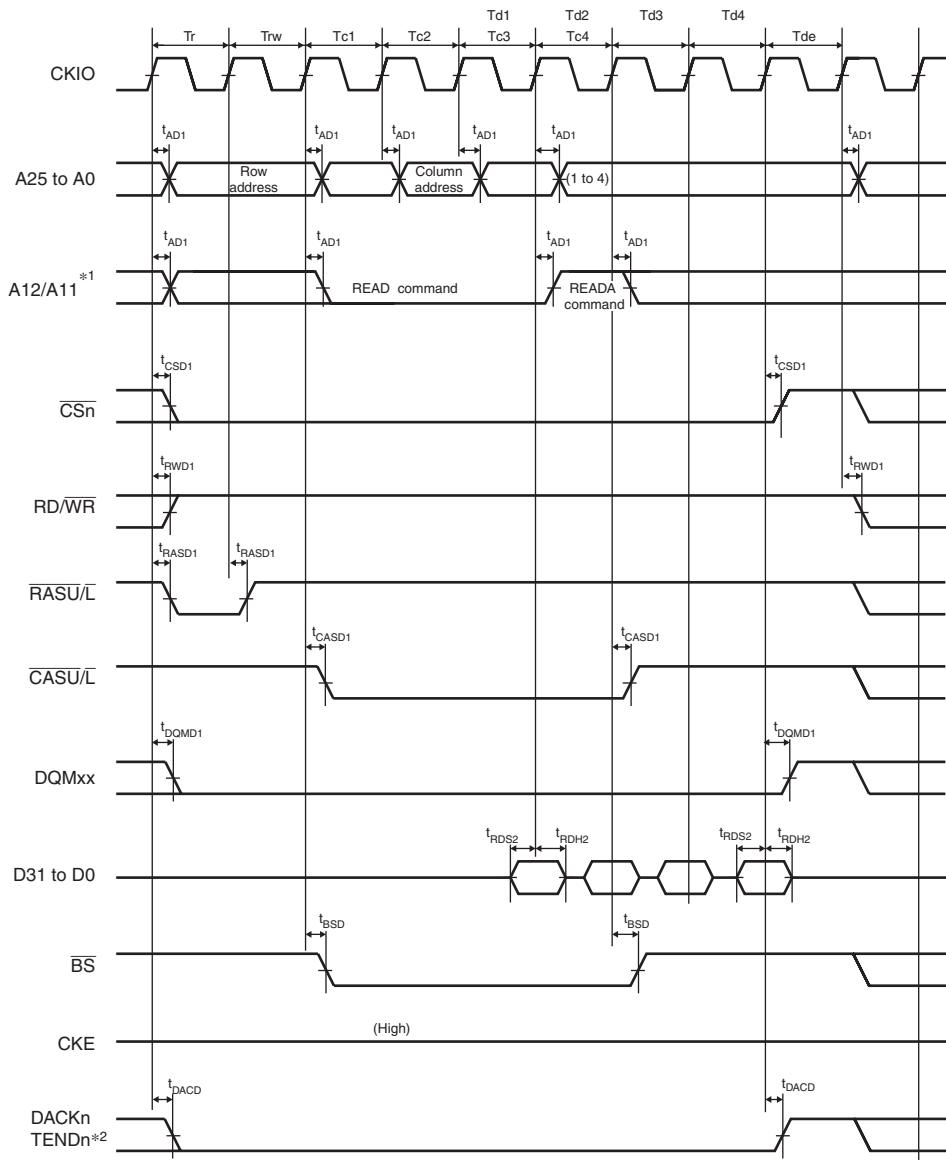 Td1 Td2 Td3 Td4
Tr Trw Tc1 Tc2 Tc3 Tc4 Tde
CKIO
tAD1 tAD1 tAD1 tAD1 tAD1 tAD1
A25 to A0
Row address
Column address
(1 to 4)
tAD1 tAD1 tAD1 tAD1
A12/A11*1
READ command
READA command
tCSD1 tCSD1
CSn
tRWD1 tRWD1
RD/WR
tRASD1 tRASD1
RASU/L
tCASD1 tCASD1
CASU/L
tDQMD1 tDQMD1
DQMxx
tRDS2 tRDH2 tRDS2 tRDH2
D31 to D0
tBSD tBSD
BS
(High)
CKE
tDACD tDACD
DACKn
TENDn*2